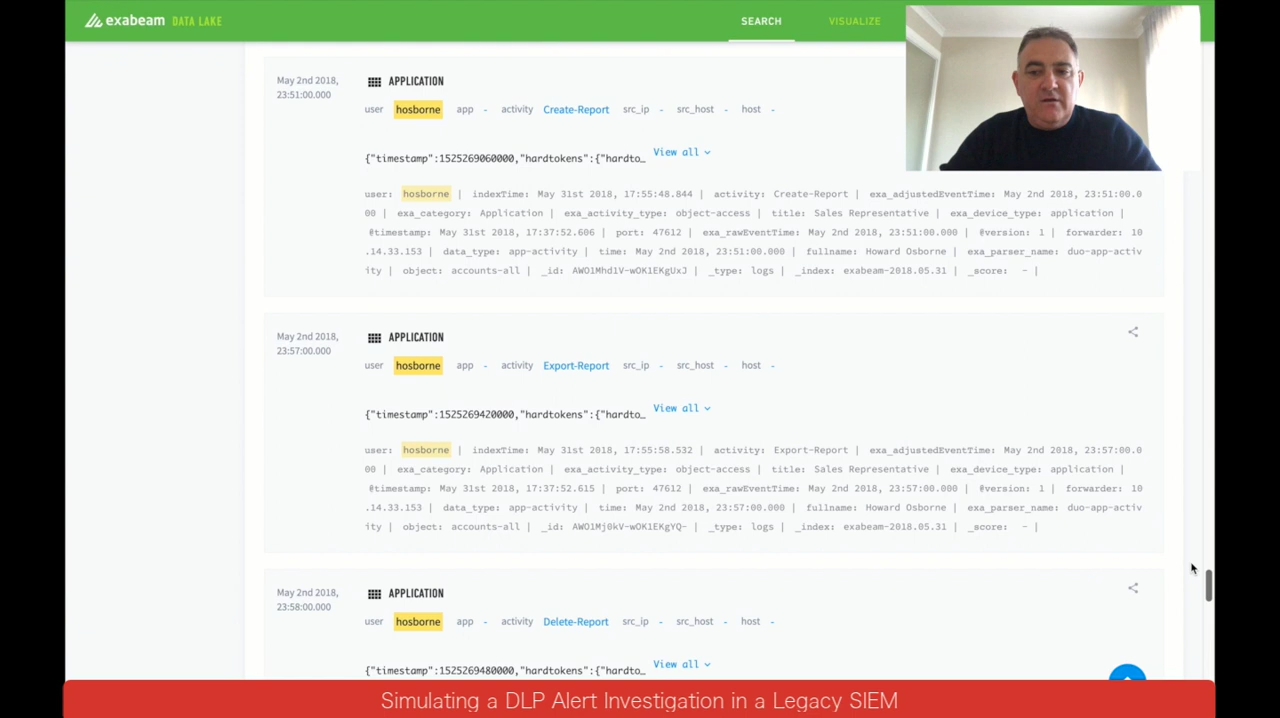 exabeam DATA LAKE
SEARCH
VISUALIZE
May 2nd 2018,
23:51:00.000
APPLICATION
user hosborne app - activity Create-Report src_ip - src_host - host -
{"timestamp":1525269060000,"hardtokens":{"hardto… View all
user: hosborne | indexTime: May 31st 2018, 17:55:48.844 | activity: Create-Report | exa_adjustedEventTime: May 2nd 2018, 23:51:00.0
00 | exa_category: Application | exa_activity_type: object-access | title: Sales Representative | exa_device_type: application |
@timestamp: May 31st 2018, 17:37:52.606 | port: 47612 | exa_rawEventTime: May 2nd 2018, 23:51:00.000 | @version: 1 | forwarder: 10
.14.33.153 | data_type: app-activity | time: May 2nd 2018, 23:51:00.000 | fullname: Howard Osborne | exa_parser_name: duo-app-activ
ity | object: accounts-all | _id: AWO1Mhd1V-wOK1EKgUxJ | _type: logs | _index: exabeam-2018.05.31 | _score: - |
May 2nd 2018,
23:57:00.000
APPLICATION
user hosborne app - activity Export-Report src_ip - src_host - host -
{"timestamp":1525269420000,"hardtokens":{"hardto… View all
user: hosborne | indexTime: May 31st 2018, 17:55:58.532 | activity: Export-Report | exa_adjustedEventTime: May 2nd 2018, 23:57:00.0
00 | exa_category: Application | exa_activity_type: object-access | title: Sales Representative | exa_device_type: application |
@timestamp: May 31st 2018, 17:37:52.615 | port: 47612 | exa_rawEventTime: May 2nd 2018, 23:57:00.000 | @version: 1 | forwarder: 10
.14.33.153 | data_type: app-activity | time: May 2nd 2018, 23:57:00.000 | fullname: Howard Osborne | exa_parser_name: duo-app-activ
ity | object: accounts-all | _id: AWO1Mj0kV-wOK1EKgYQ- | _type: logs | _index: exabeam-2018.05.31 | _score: - |
May 2nd 2018,
23:58:00.000
APPLICATION
user hosborne app - activity Delete-Report src_ip - src_host - host -
{"timestamp":1525269480000,"hardtokens":{"hardto… View all
Simulating a DLP Alert Investigation in a Legacy SIEM